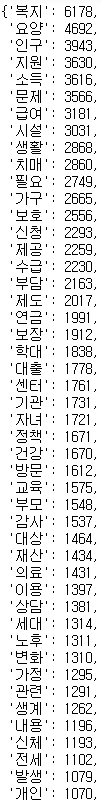 {'복지': 6178,
'요양': 4692,
'인구': 3943,
'지원': 3630,
'소득': 3616,
'문제': 3566,
'급여': 3181,
'시설': 3031,
'생활': 2868,
'치매': 2860,
'필요': 2749,
'가구': 2665,
'보호': 2556,
'신청': 2293,
'제공': 2259,
'수급': 2230,
'부담': 2163,
'제도': 2017,
'연금': 1991,
'보장': 1912,
'학대': 1838,
'대출': 1778,
'센터': 1761,
'기관': 1731,
'자녀': 1721,
'정책': 1671,
'건강': 1670,
'방문': 1612,
'교육': 1575,
'부모': 1548,
'감사': 1537,
'대상': 1464,
'재산': 1434,
'의료': 1431,
'이용': 1397,
'상담': 1381,
'세대': 1314,
'노후': 1311,
'변화': 1310,
'가정': 1295,
'관련': 1291,
'생계': 1262,
'내용': 1196,
'신체': 1193,
'전세': 1102,
'발생': 1079,
'개인': 1070,